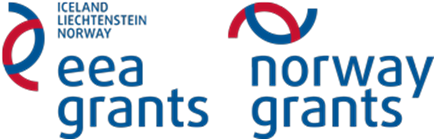 ICELAND
LIECHTENSTEIN
NORWAY
eea
grants
norway
grants